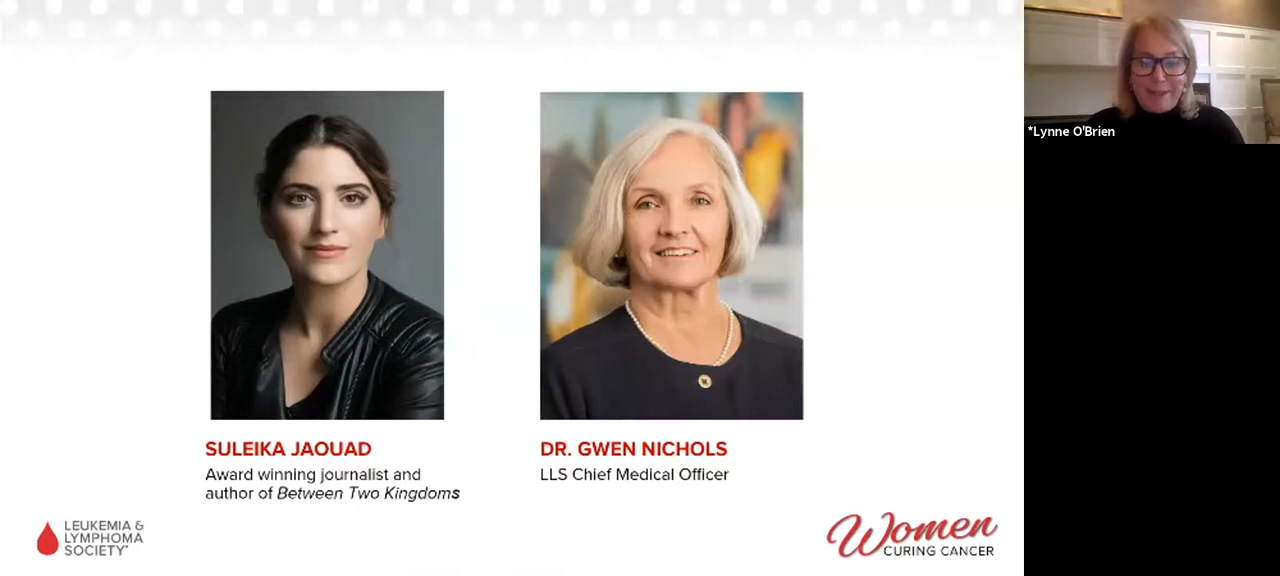 *Lynne O'Brien
SULEIKA JAOUAD
Award winning journalist and
author of Between Two Kingdoms
DR. GWEN NICHOLS
LLS Chief Medical Officer
LEUKEMIA &
LYMPHOMA
SOCIETY®
Women
CURING CANCER